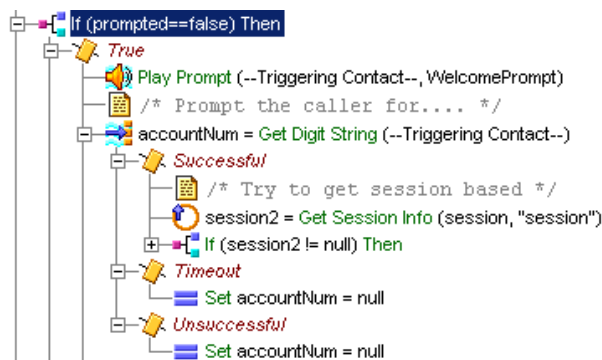 If (prompted==false) Then
True
Play Prompt (--Triggering Contact--, WelcomePrompt)
/* Prompt the caller for.... */
accountNum = Get Digit String (--Triggering Contact--)
Successful
/* Try to get session based */
session2 = Get Session Info (session, "session")
If (session2 != null) Then
Timeout
Set accountNum = null
Unsuccessful
Set accountNum = null